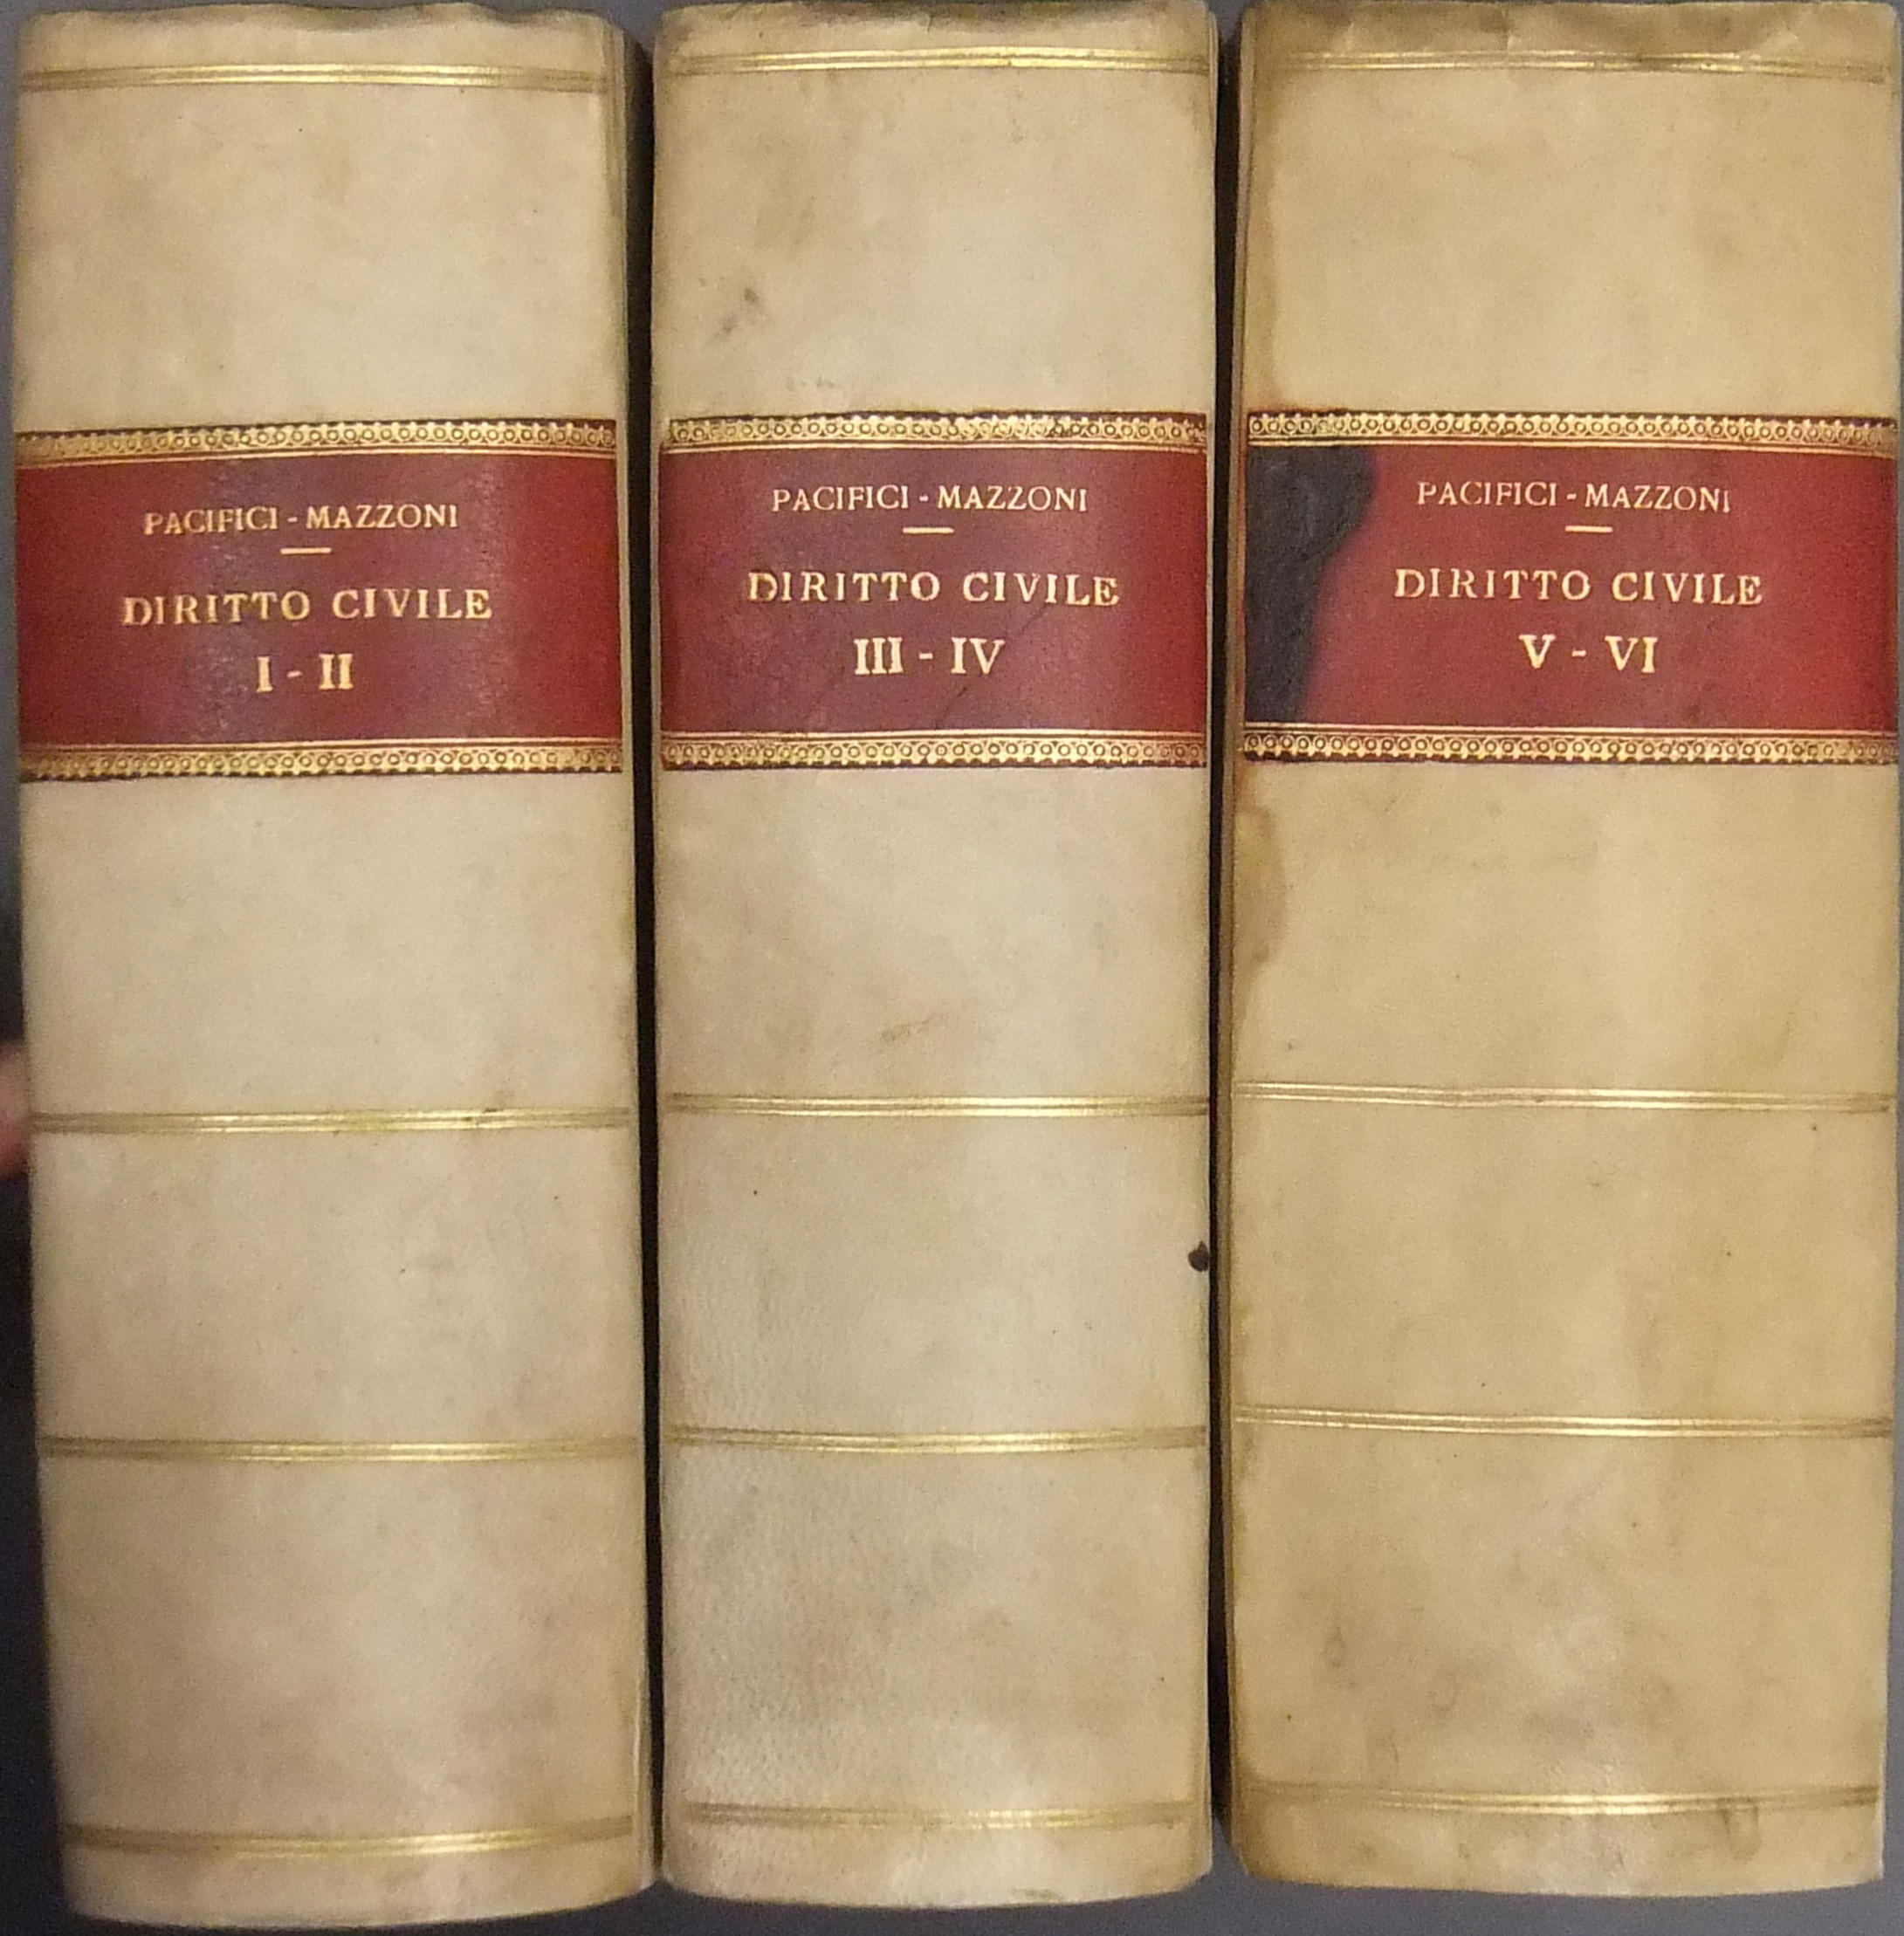 PACIFICI - MAZZONI
DIRITTO CIVILE
I - II
PACIFICI - MAZZONI
DIRITTO CIVILE
III - IV
PACIFICI - MAZZONI
DIRITTO CIVILE
V - VI